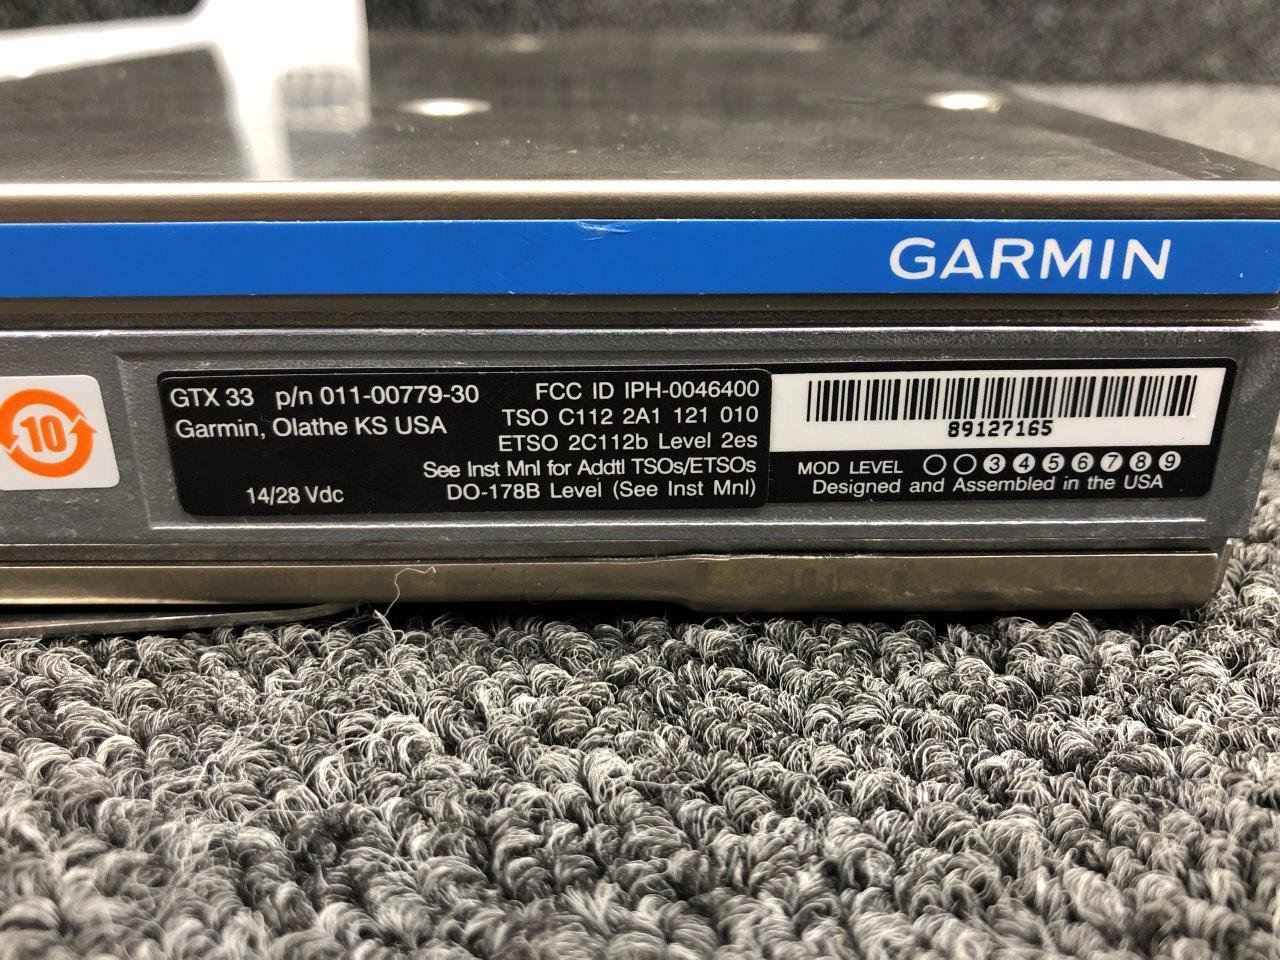 GARMIN
10
GTX 33 p/n 011-00779-30
Garmin, Olathe KS USA
14/28 Vdc
FCC ID IPH-0046400
TSO C112 2A1 121 010
ETSO 2C112b Level 2es
See Inst Mnl for Addtl TSOs/ETSOs
DO-178B Level (See Inst Mnl)
89127165
MOD LEVEL 3 4 5 6 7 8 9
Designed and Assembled in the USA